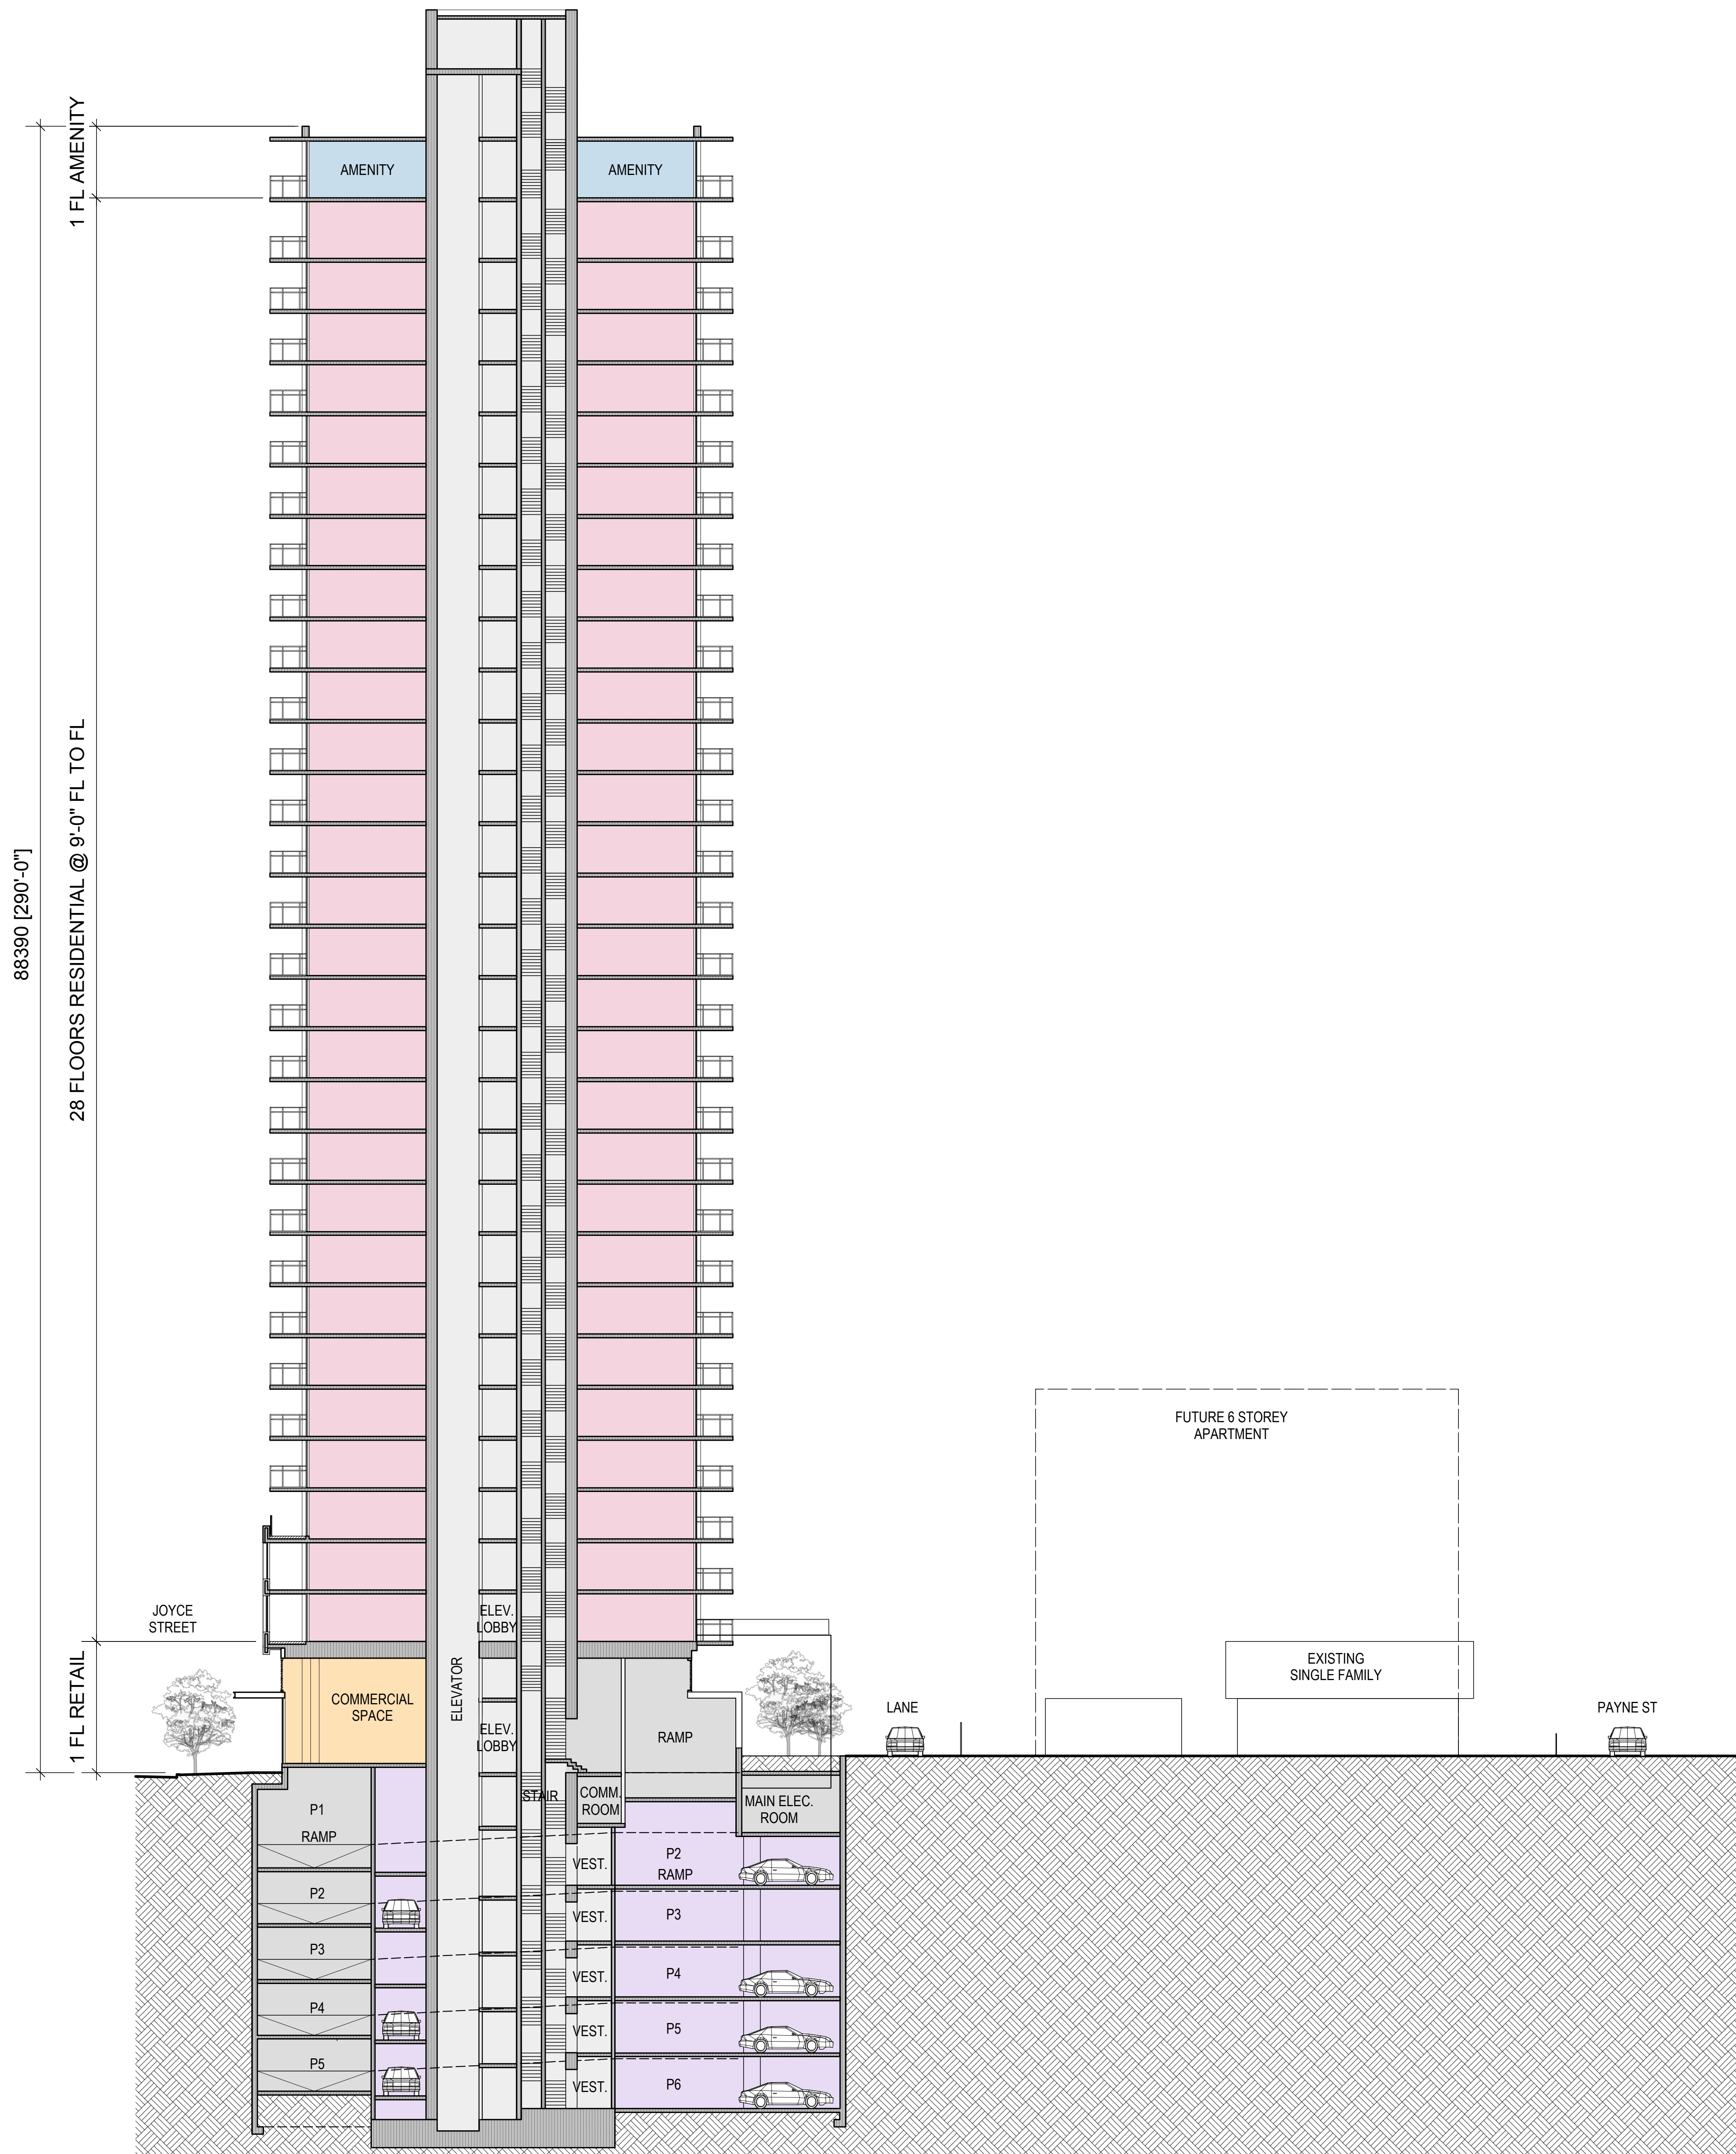 1 FL AMENITY
AMENITY
AMENITY
88390 [290'-0"]
28 FLOORS RESIDENTIAL @ 9'-0" FL TO FL
FUTURE 6 STOREY
APARTMENT
JOYCE
STREET
ELEV.
LOBBY
1 FL RETAIL
COMMERCIAL
SPACE
ELEVATOR
ELEV.
LOBBY
RAMP
EXISTING
SINGLE FAMILY
LANE
PAYNE ST
STAIR
COMM.
ROOM
MAIN ELEC.
ROOM
P1
RAMP
VEST.
P2
RAMP
P2
VEST.
P3
P3
VEST.
P4
P4
VEST.
P5
P5
VEST.
P6